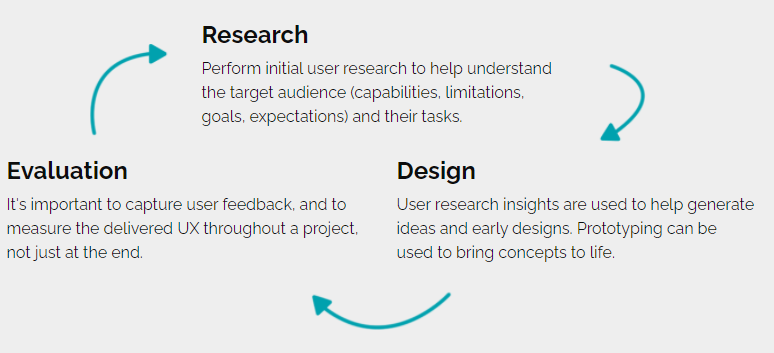 Research
Perform initial user research to help understand
the target audience (capabilities, limitations,
goals, expectations) and their tasks.
Evaluation
It's important to capture user feedback, and to
measure the delivered UX throughout a project,
not just at the end.
Design
User research insights are used to help generate
ideas and early designs. Prototyping can be
used to bring concepts to life.